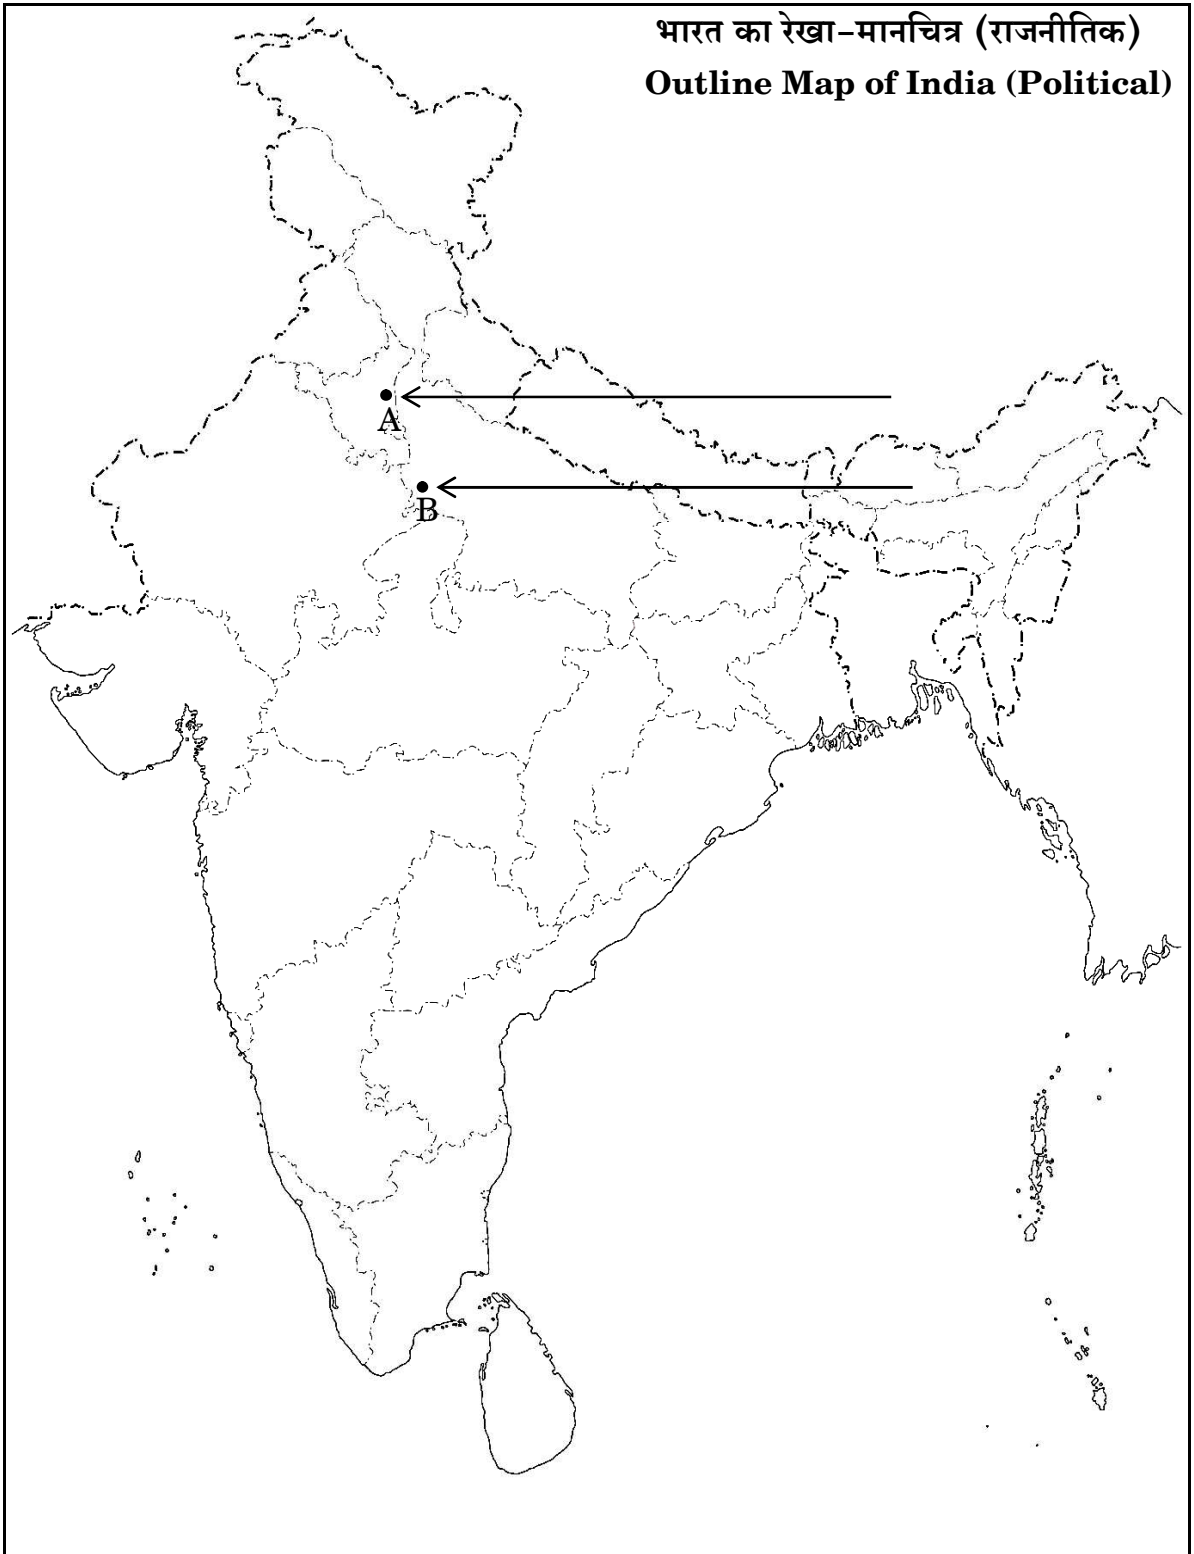 भारत का रेखा-मानचित्र (राजनीतिक)
Outline Map of India (Political)
A
B